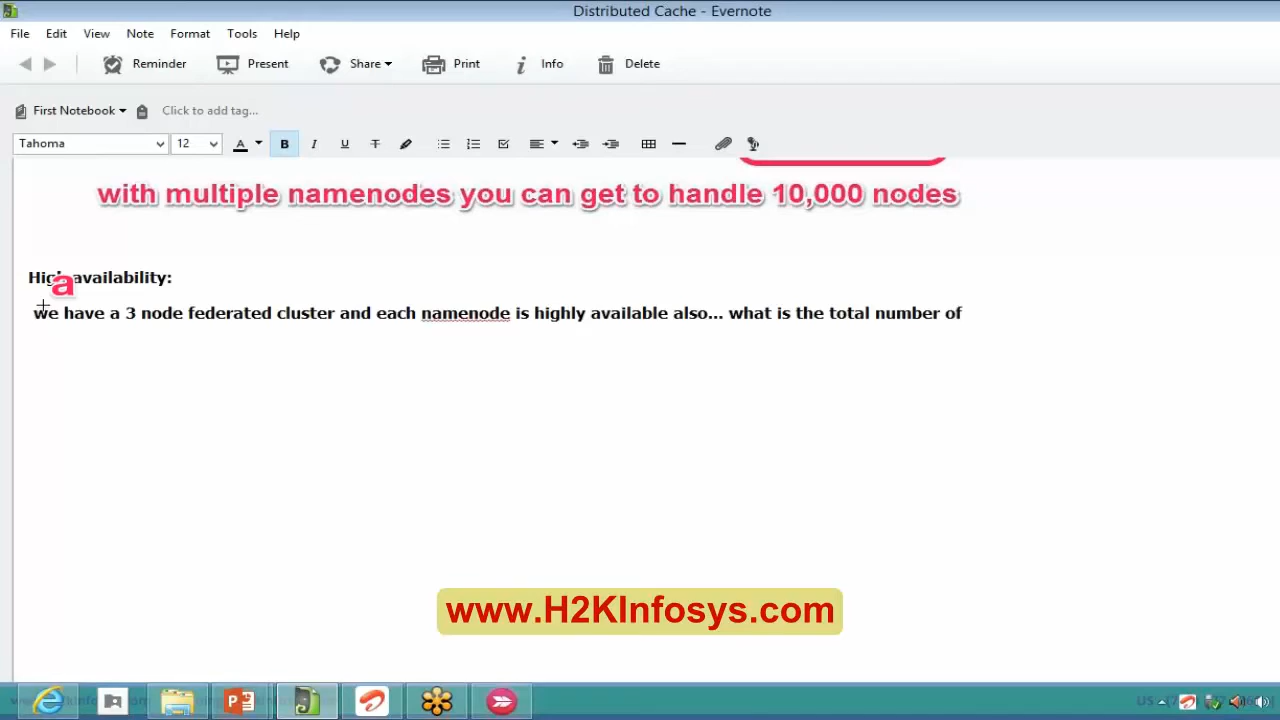 Distributed Cache - Evernote
File Edit View Note Format Tools Help
Reminder Present Share Print Info Delete
First Notebook Click to add tag...
Tahoma 12 A B I U T
with multiple namenodes you can get to handle 10,000 nodes
High availability:
a
we have a 3 node federated cluster and each namenode is highly available also... what is the total number of
www.H2KInfosys.com